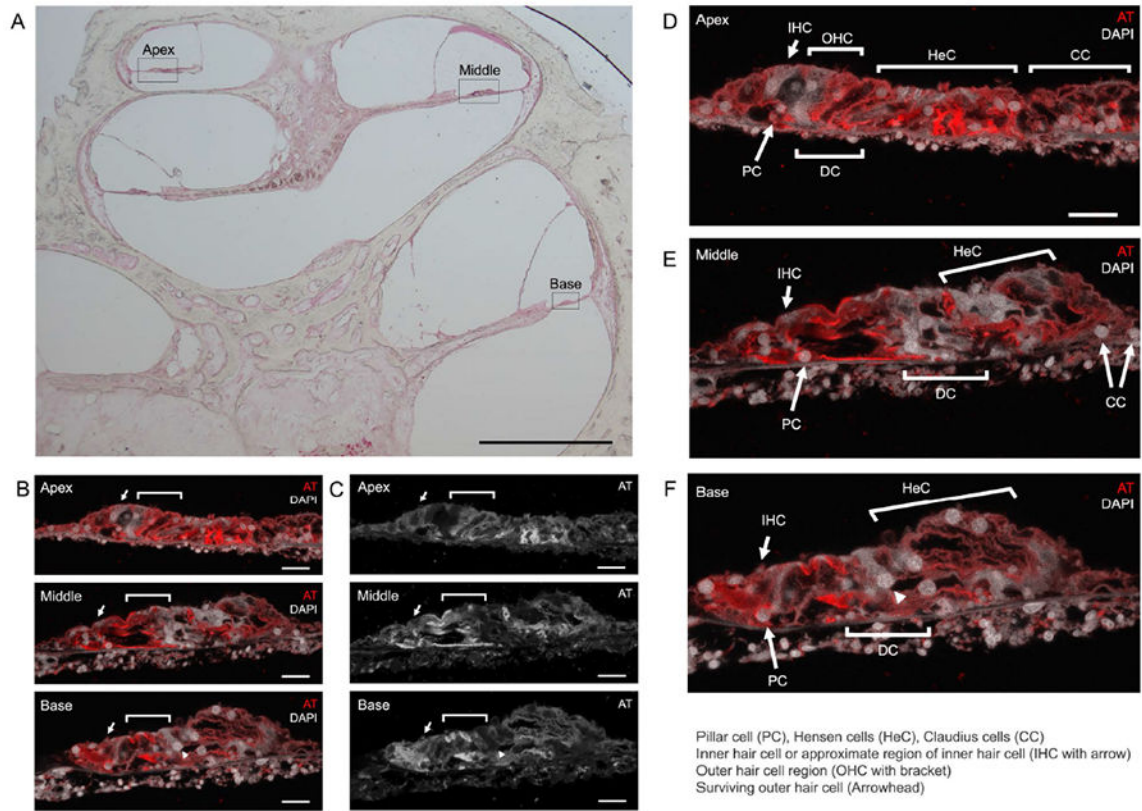 A
Apex
Middle
Base
B
Apex
AT
DAPI
Middle
AT
DAPI
Base
AT
DAPI
C
Apex
AT
Middle
AT
Base
AT
D
Apex
AT
DAPI
IHC
OHC
HeC
CC
PC
DC
E
Middle
AT
DAPI
HeC
IHC
PC
DC
CC
F
Base
AT
DAPI
HeC
IHC
PC
DC
Pillar cell (PC), Hensen cells (HeC), Claudius cells (CC)
Inner hair cell or approximate region of inner hair cell (IHC with arrow)
Outer hair cell region (OHC with bracket)
Surviving outer hair cell (Arrowhead)